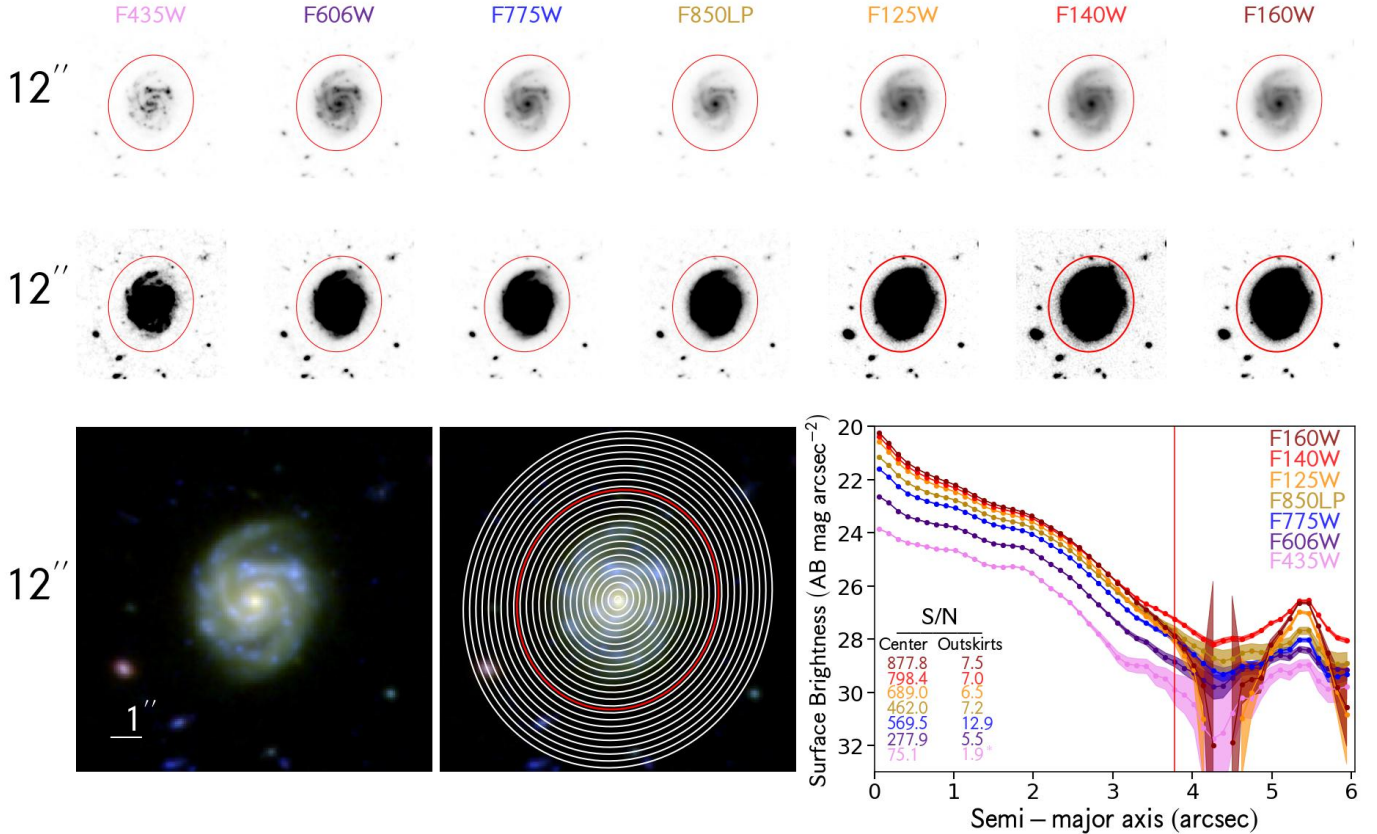 F435W F606W F775W F850LP F125W F140W F160W
12′′
12′′
12′′
1′′
Surface Brightness (AB mag arcsec−2)
20
22
24
26
28
30
32
F160W
F140W
F125W
F850LP
F775W
F606W
F435W
S/N
Center Outskirts
877.8 7.5
798.4 7.0
689.0 6.5
462.0 7.2
569.5 12.9
277.9 5.5
75.1 1.9*
0 1 2 3 4 5 6
Semi−major axis (arcsec)